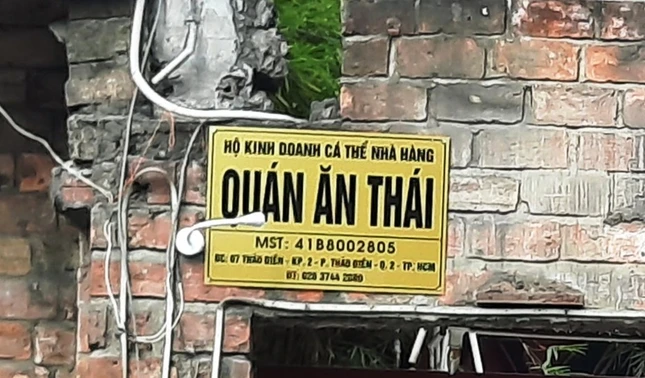 HỘ KINH DOANH CÁ THỂ NHÀ HÀNG
QUÁN ĂN THÁI
MST: 41B8002805
ĐC: 07 THẢO ĐIỀN - KP. 2 - P. THẢO ĐIỀN - Q. 2 - TP. HCM
ĐT: 028 3744